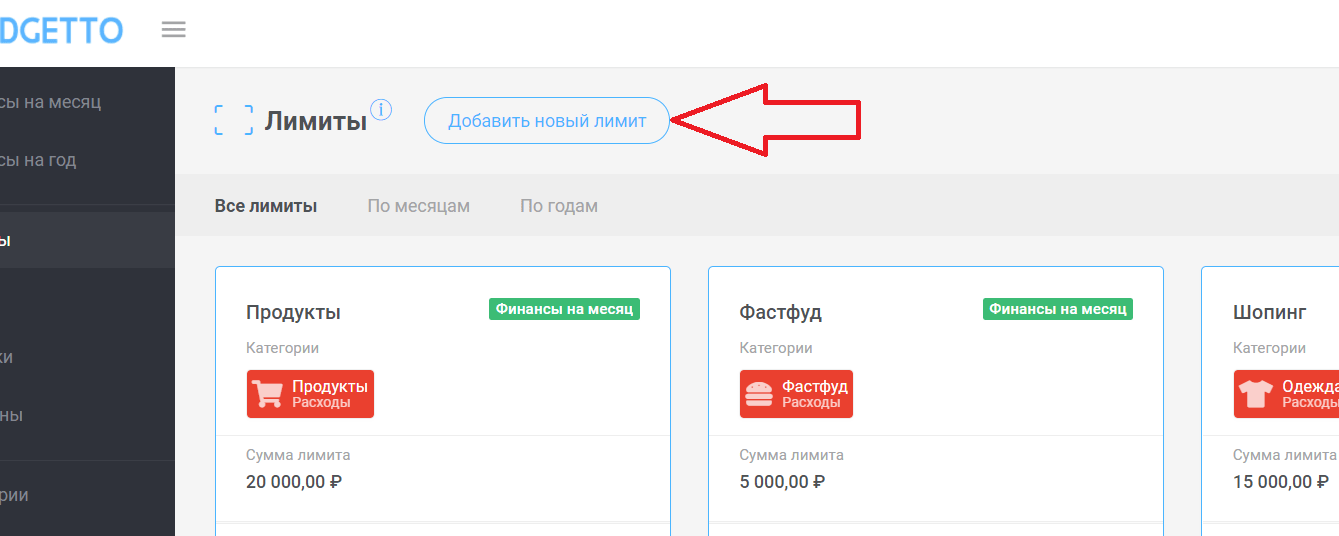 DGETTO
сы на месяц
сы на год
ы
ки
ны
рии
Лимиты i
Добавить новый лимит
Все лимиты По месяцам По годам
Продукты Финансы на месяц
Категории
Продукты
Расходы
Сумма лимита
20 000,00 ₽
Фастфуд Финансы на месяц
Категории
Фастфуд
Расходы
Сумма лимита
5 000,00 ₽
Шопинг
Категории
Одежда
Расходы
Сумма лимита
15 000,00 ₽